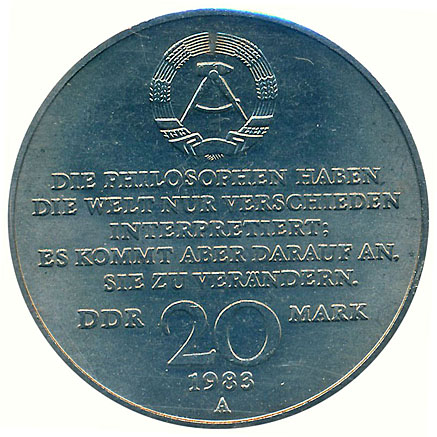 DIE PHILOSOPHEN HABEN
DIE WELT NUR VERSCHIEDEN
INTERPRETIERT;
ES KOMMT ABER DARAUF AN,
SIE ZU VERÄNDERN.
DDR 20 MARK
1983
A